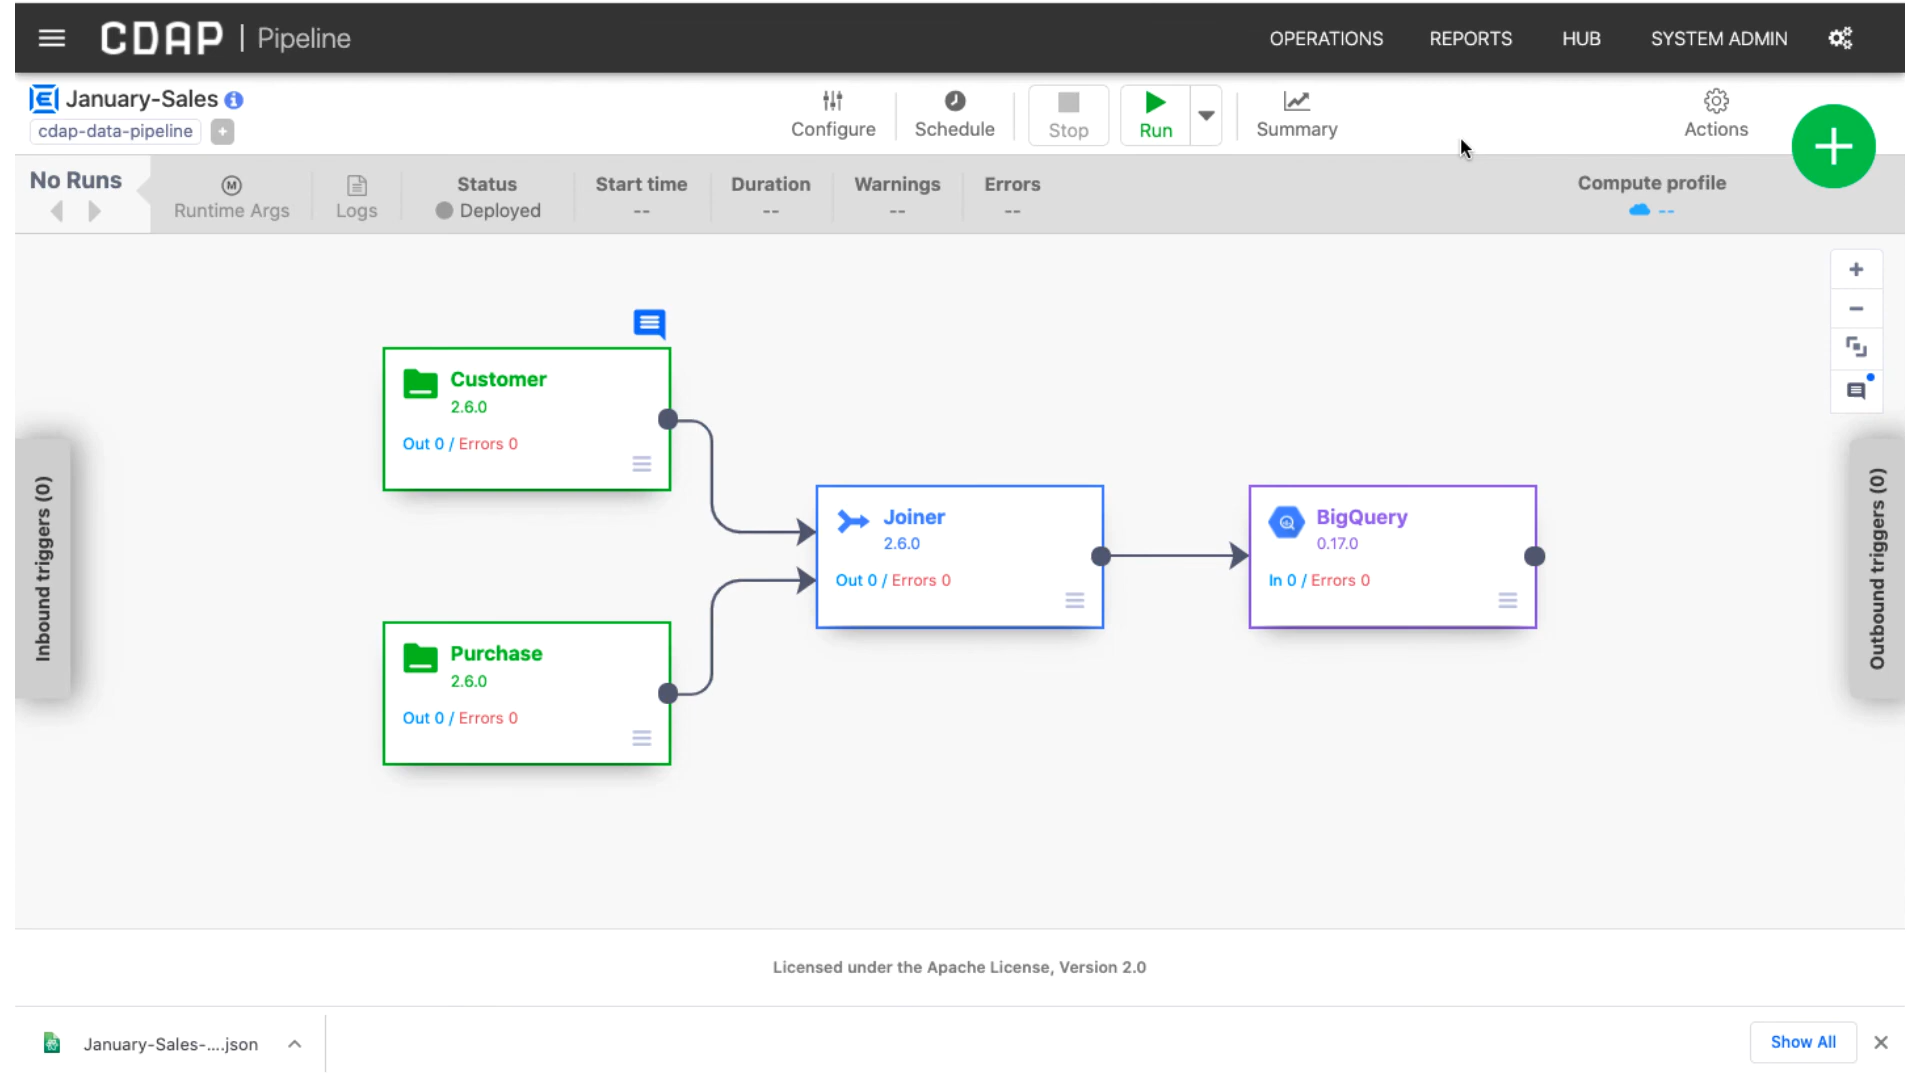 CDAP | Pipeline
OPERATIONS
REPORTS
HUB
SYSTEM ADMIN
January-Sales
cdap-data-pipeline
Configure
Schedule
Stop
Run
Summary
Actions
No Runs
Runtime Args
Logs
Status
Deployed
Start time
--
Duration
--
Warnings
--
Errors
--
Compute profile
--
Customer
2.6.0
Out 0 / Errors 0
Purchase
2.6.0
Out 0 / Errors 0
Joiner
2.6.0
Out 0 / Errors 0
BigQuery
0.17.0
In 0 / Errors 0
Inbound triggers (0)
Outbound triggers (0)
Licensed under the Apache License, Version 2.0
January-Sales-....json
Show All